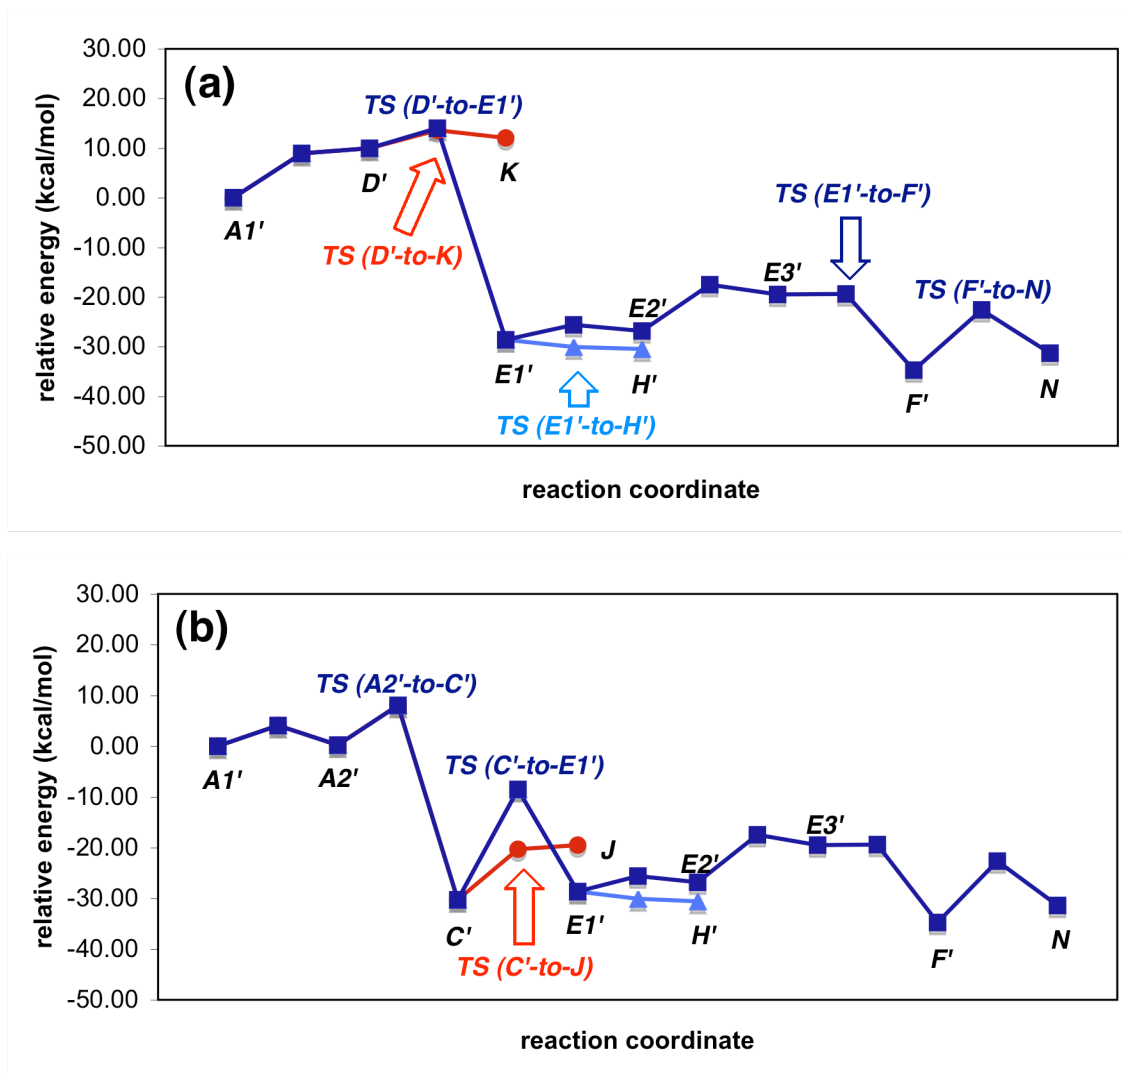 30.00
(a)
20.00
TS (D'-to-E1')
10.00
D'
K
TS (E1'-to-F')
0.00
A1'
TS (D'-to-K)
-10.00
E3'
-20.00
TS (F'-to-N)
E2'
-30.00
E1'
H'
N
-40.00
F'
TS (E1'-to-H')
-50.00
relative energy (kcal/mol)
reaction coordinate
30.00
(b)
20.00
TS (A2'-to-C')
10.00
0.00
A1'
A2'
TS (C'-to-E1')
-10.00
E3'
-20.00
J
E2'
-30.00
C'
E1'
H'
N
-40.00
F'
TS (C'-to-J)
-50.00
relative energy (kcal/mol)
reaction coordinate